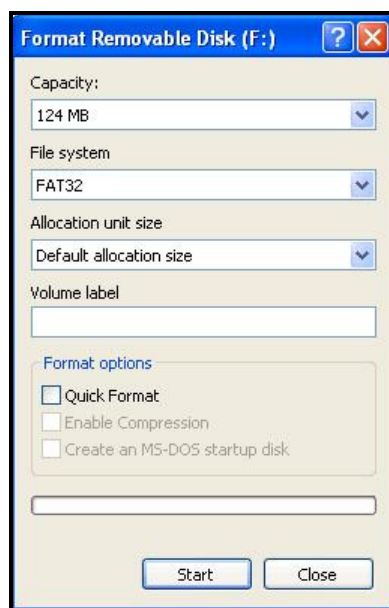 Format Removable Disk (F:)
Capacity:
124 MB
File system
FAT32
Allocation unit size
Default allocation size
Volume label
Format options
Quick Format
Enable Compression
Create an MS-DOS startup disk
Start Close